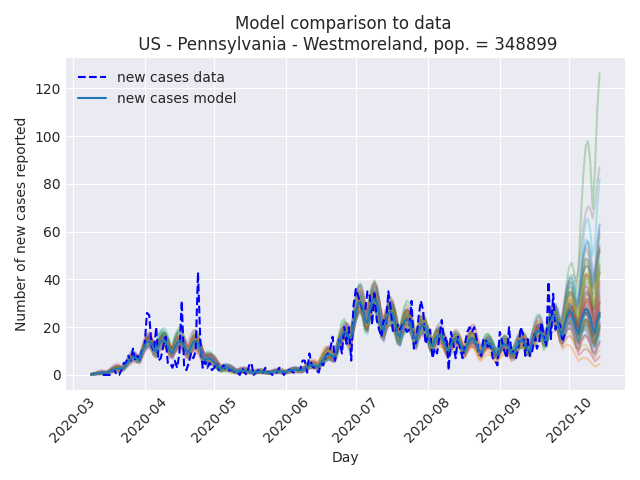 Model comparison to data
US - Pennsylvania - Westmoreland, pop. = 348899
new cases data
new cases model
Number of new cases reported
120
100
80
60
40
20
0
2020-03
2020-04
2020-05
2020-06
2020-07
2020-08
2020-09
2020-10
Day